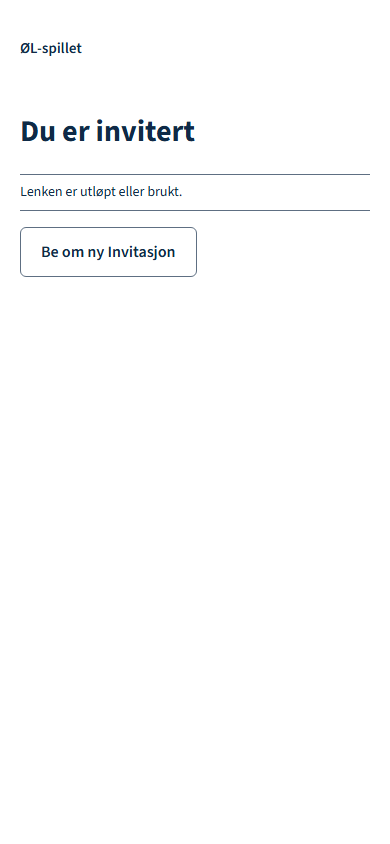 ØL-spillet
Du er invitert
Lenken er utløpt eller brukt.
Be om ny Invitasjon